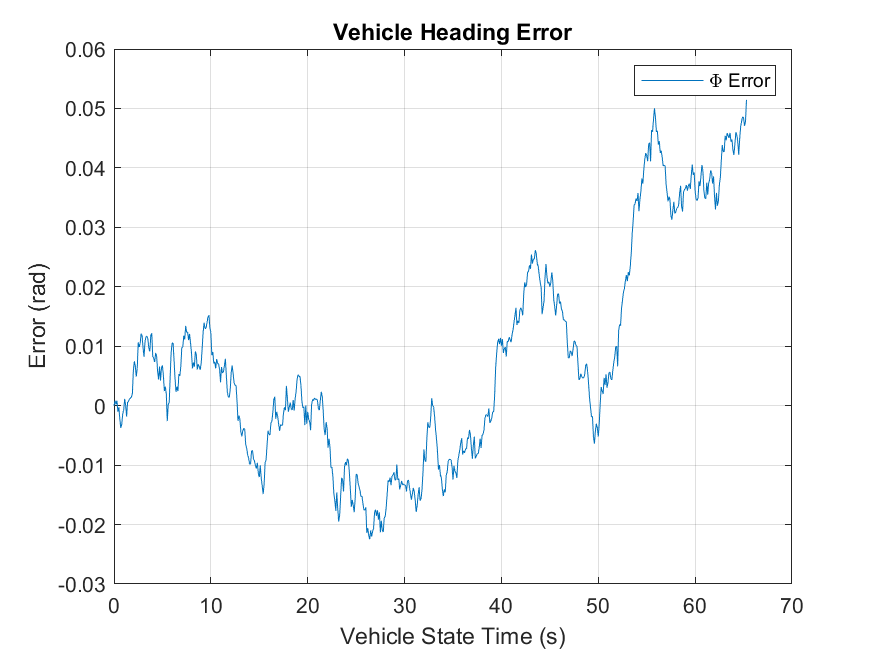 Vehicle Heading Error
Φ Error
0.06
0.05
0.04
0.03
0.02
0.01
0
-0.01
-0.02
-0.03
Error (rad)
0 10 20 30 40 50 60 70
Vehicle State Time (s)